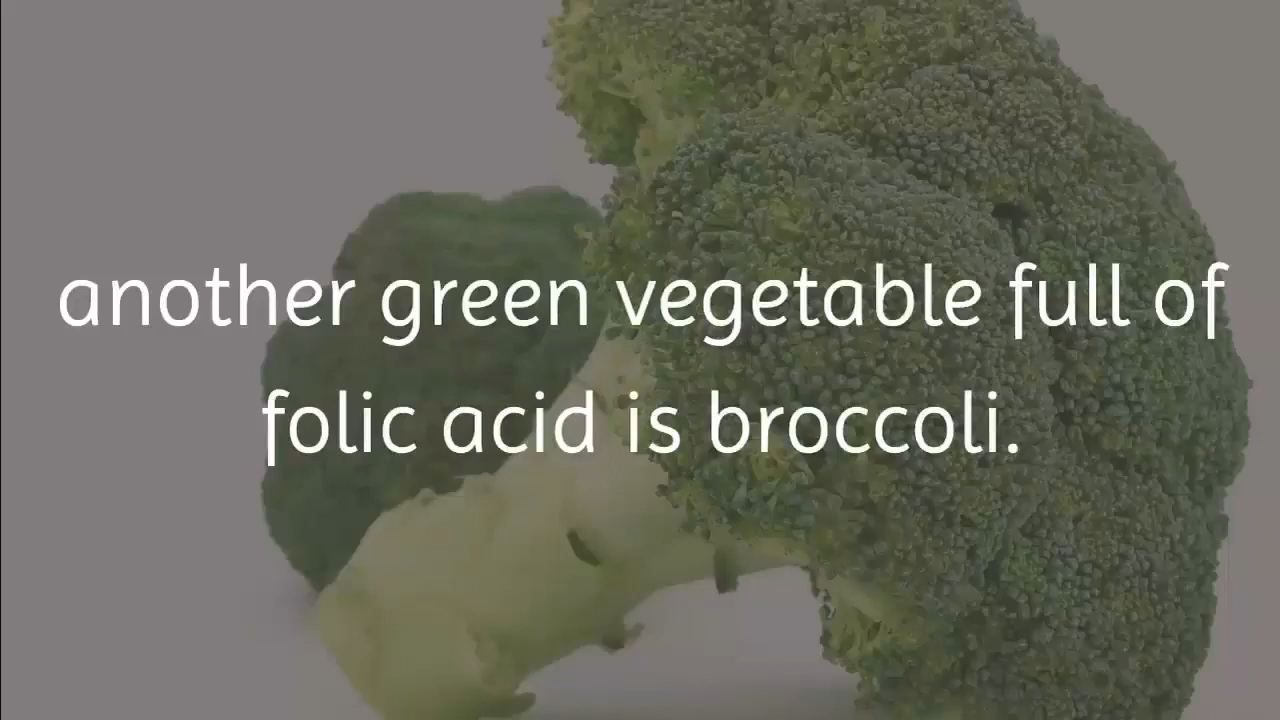 another green vegetable full of
folic acid is broccoli.